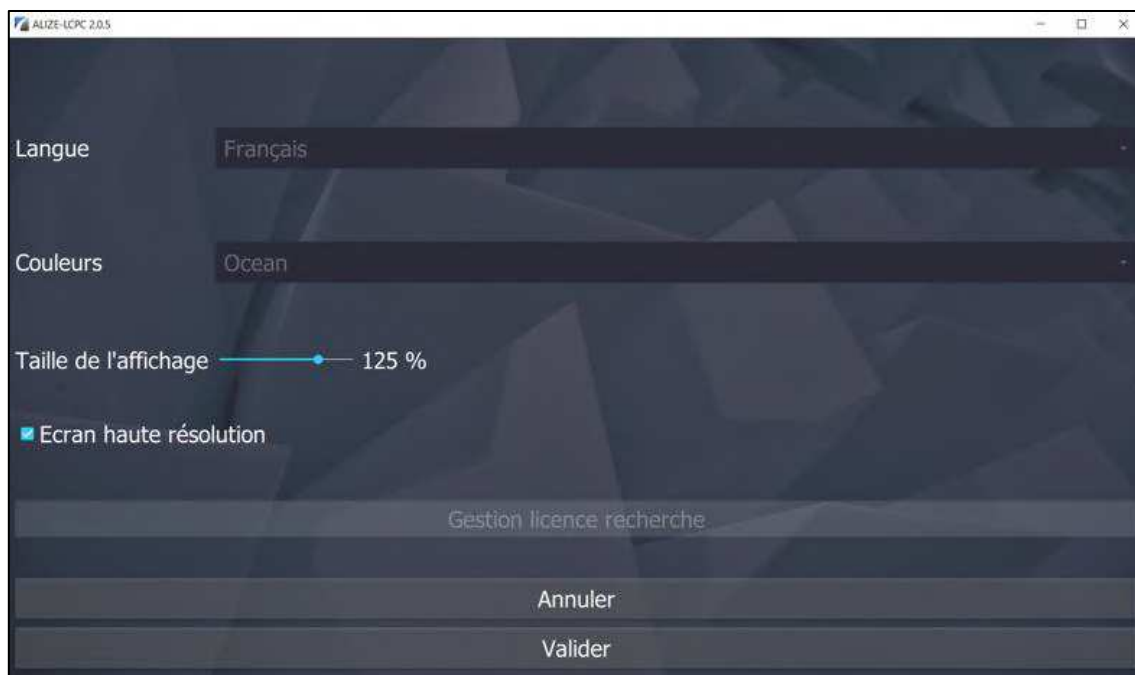 ALIZE-LCPC 2.0.5
Langue Français
Couleurs Ocean
Taille de l'affichage 125 %
Ecran haute résolution
Gestion licence recherche
Annuler
Valider